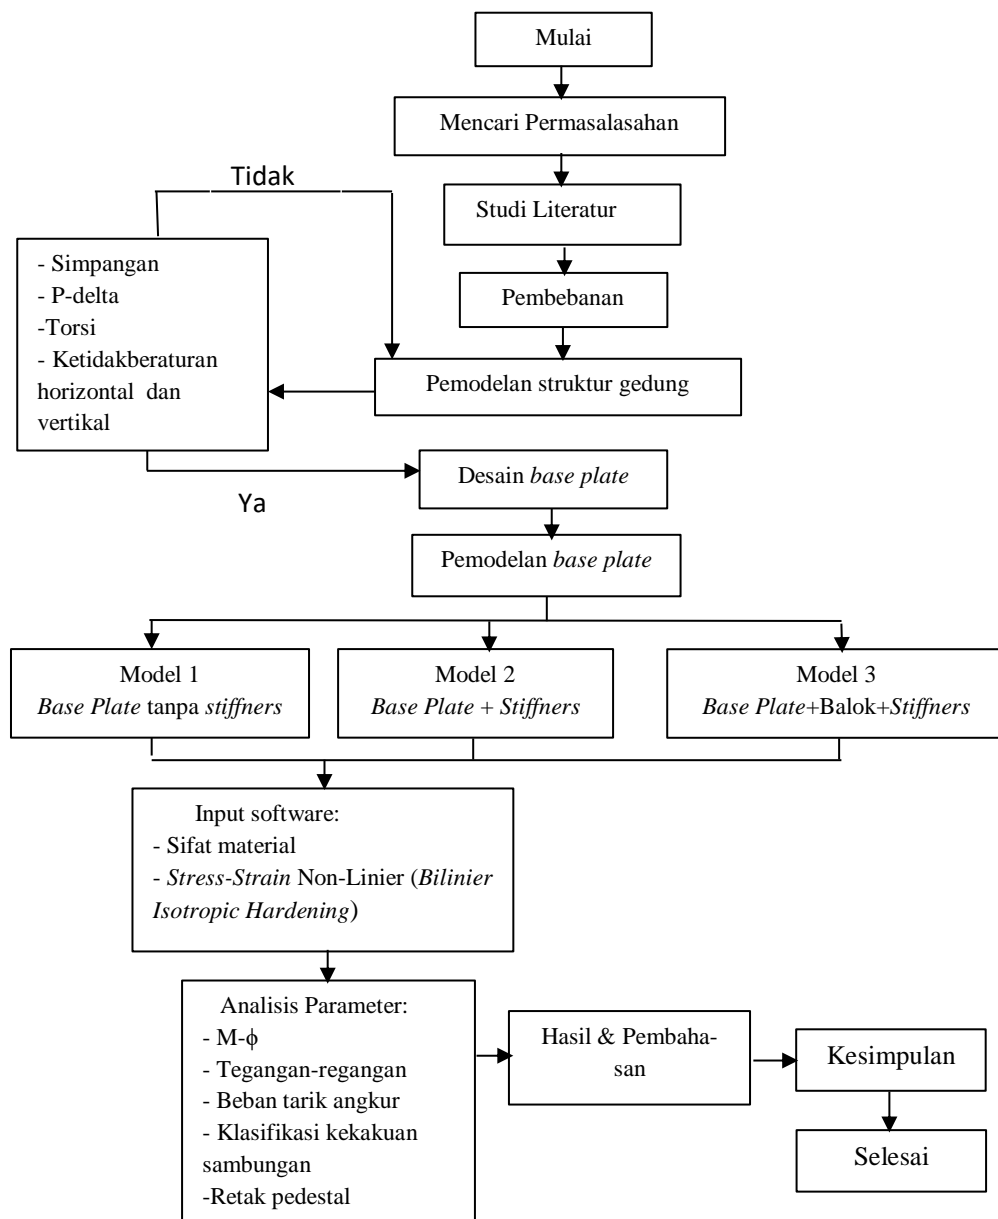 Mulai
Mencari Permasalasahan
Tidak
Studi Literatur
- Simpangan
- P-delta
-Torsi
- Ketidakberaturan
horizontal dan
vertikal
Pembebanan
Pemodelan struktur gedung
Ya
Desain base plate
Pemodelan base plate
Model 1
Base Plate tanpa stiffners
Model 2
Base Plate + Stiffners
Model 3
Base Plate+Balok+Stiffners
Input software:
- Sifat material
- Stress-Strain Non-Linier (Bilinier
Isotropic Hardening)
Analisis Parameter:
- M-ϕ
- Tegangan-regangan
- Beban tarik angkur
- Klasifikasi kekakuan
sambungan
-Retak pedestal
Hasil & Pembaha-
san
Kesimpulan
Selesai